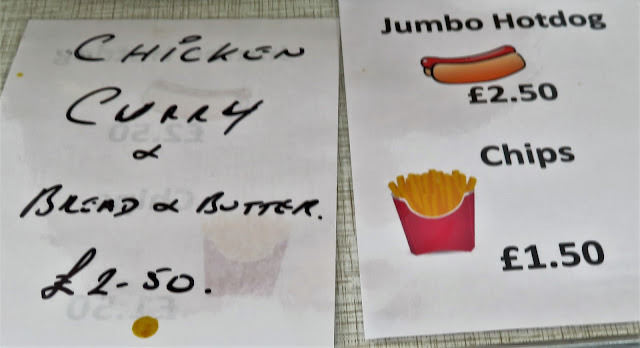 CHICKEN
CURRY
&
BREAD & BUTTER.
£2-50.
Jumbo Hotdog
£2.50
Chips
£1.50